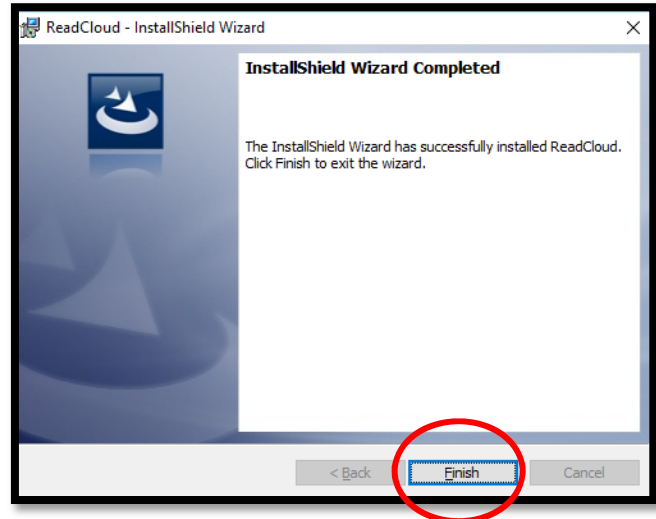 ReadCloud - InstallShield Wizard
InstallShield Wizard Completed
The InstallShield Wizard has successfully installed ReadCloud.
Click Finish to exit the wizard.
< Back Finish Cancel